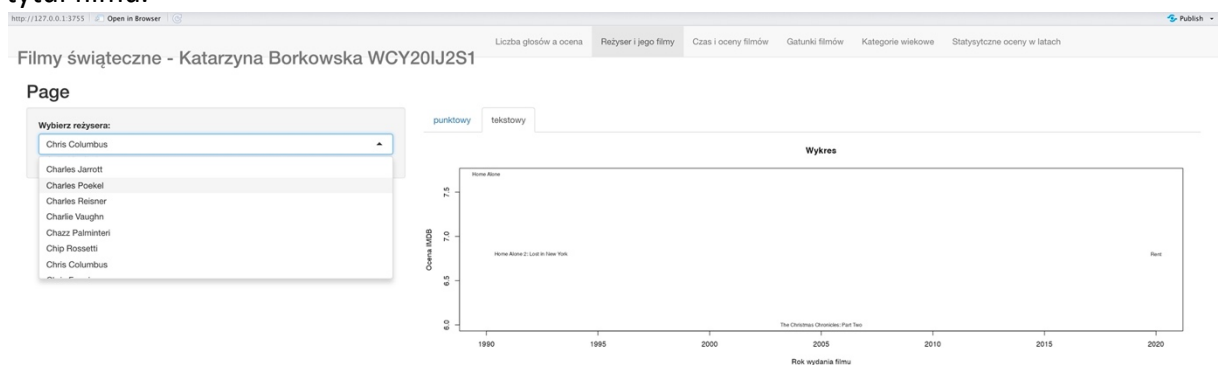 tytuł filmu.
http://127.0.0.1:3755 Open in Browser Publish
Liczba głosów a ocena Reżyser i jego filmy Czas i oceny filmów Gatunki filmów Kategorie wiekowe Statysytczne oceny w latach
Filmy świąteczne - Katarzyna Borkowska WCY20IJ2S1
Page
Wybierz reżysera:
Chris Columbus
Charles Jarrott
Charles Poekel
Charles Reisner
Charlie Vaughn
Chazz Palminteri
Chip Rossetti
Chris Columbus
punktowy tekstowy
Wykres
Home Alone
7.5
7.0
Home Alone 2: Lost in New York
Rent
Ocena IMDB
6.5
6.0
The Christmas Chronicles: Part Two
1990 1995 2000 2005 2010 2015 2020
Rok wydania filmu